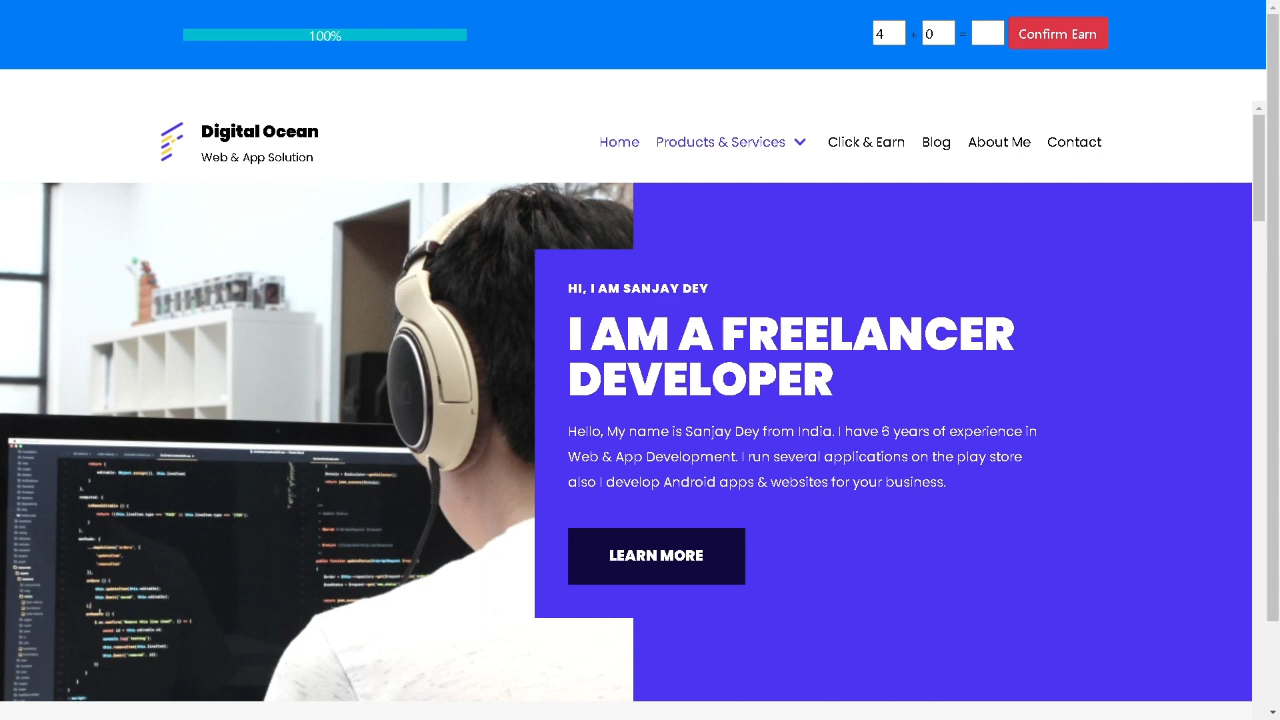 100%
4 + 0 = Confirm Earn
Digital Ocean
Web & App Solution
Home Products & Services Click & Earn Blog About Me Contact
HI, I AM SANJAY DEY
I AM A FREELANCER
DEVELOPER
Hello, My name is Sanjay Dey from India. I have 6 years of experience in
Web & App Development. I run several applications on the play store
also I develop Android apps & websites for your business.
LEARN MORE